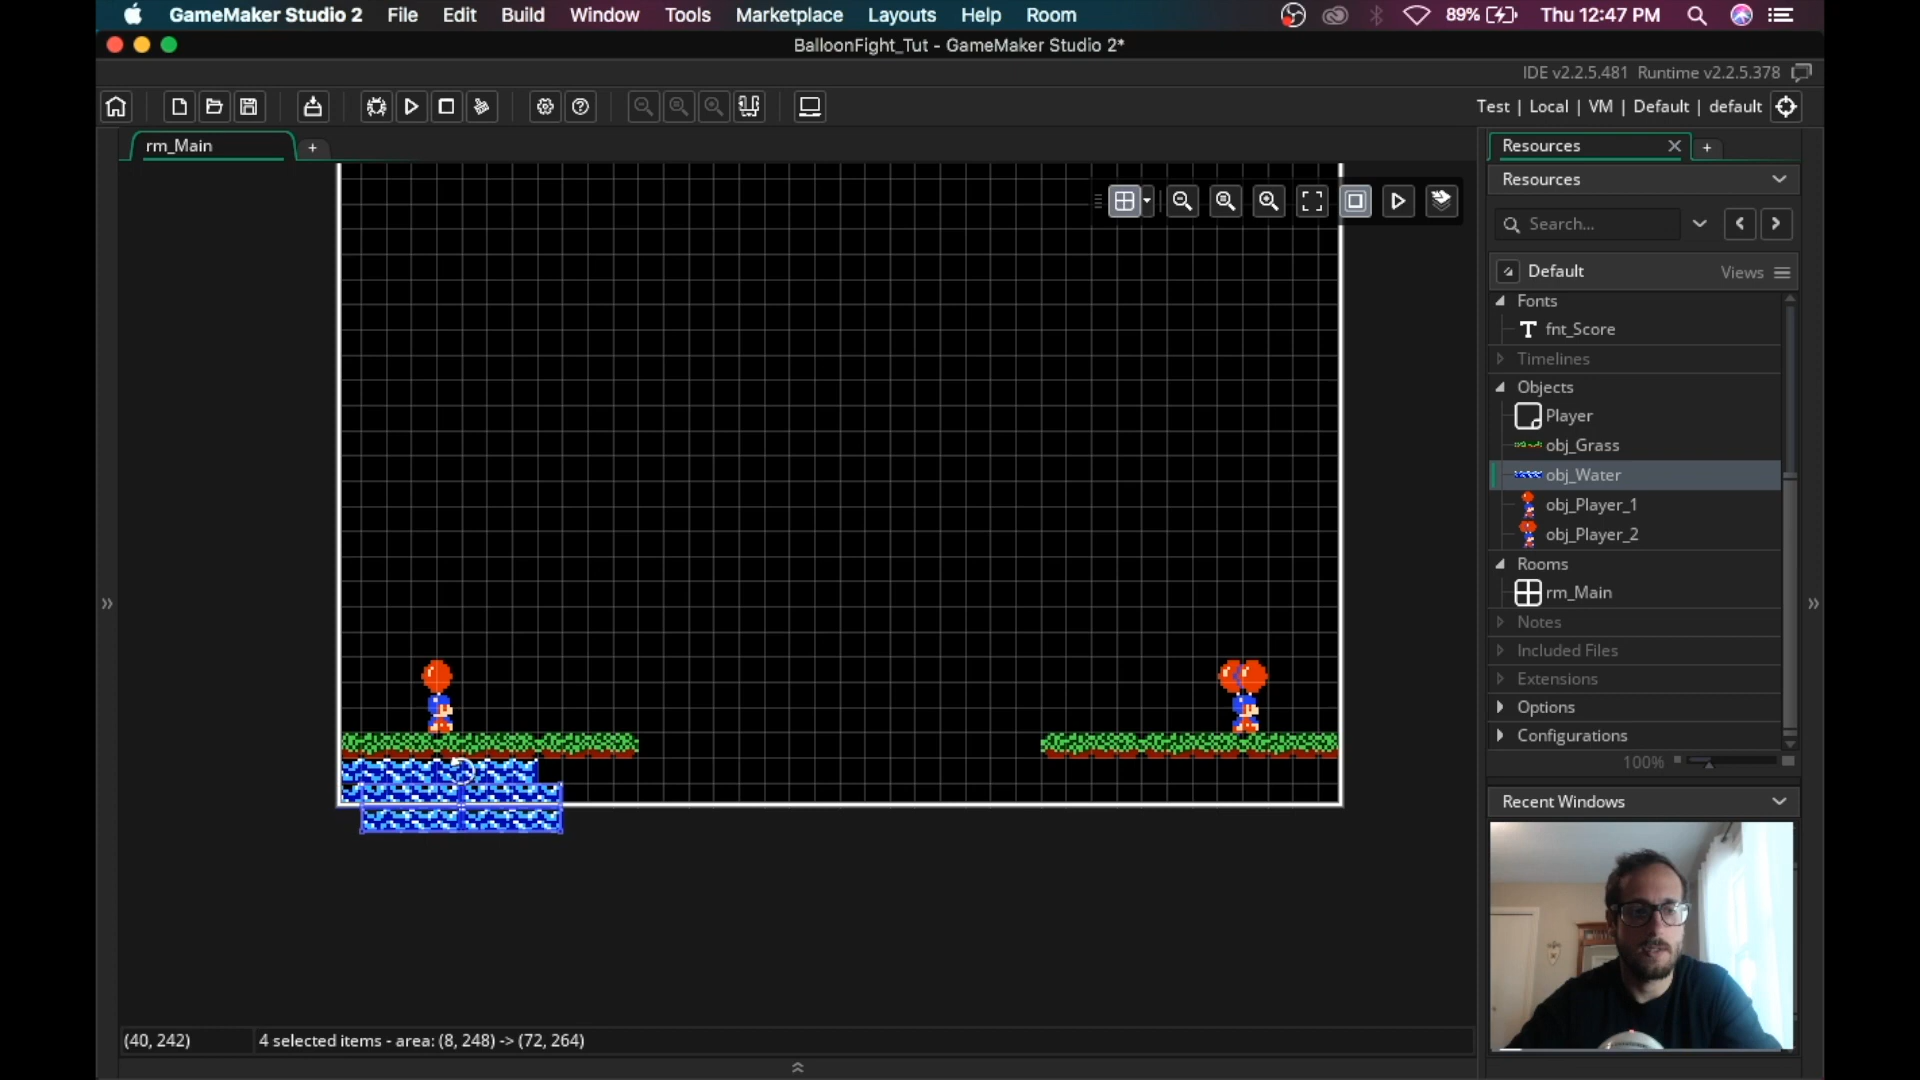 GameMaker Studio 2 File Edit Build Window Tools Marketplace Layouts Help Room 89% Thu 12:47 PM
BalloonFight_Tut - GameMaker Studio 2*
IDE v2.2.5.481 Runtime v2.2.5.378
Test | Local | VM | Default | default
rm_Main
+
Resources
+
Resources
Search...
Default Views
Fonts
fnt_Score
Timelines
Objects
Player
obj_Grass
obj_Water
obj_Player_1
obj_Player_2
Rooms
rm_Main
Notes
Included Files
Extensions
Options
Configurations
100%
Recent Windows
(40, 242) 4 selected items - area: (8, 248) -> (72, 264)